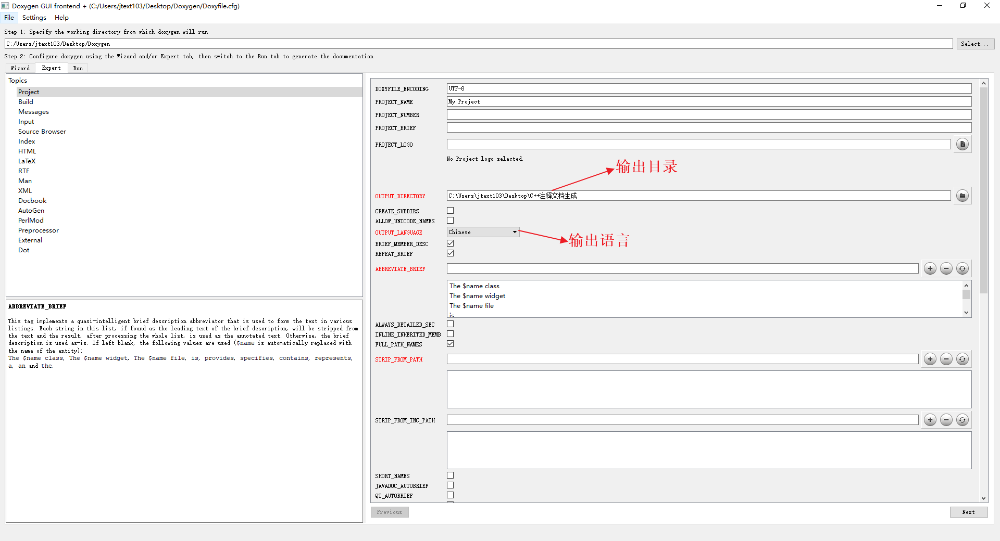 Doxygen GUI frontend + (C:/Users/jtext103/Desktop/Doxygen/Doxyfile.cfg)
File Settings Help
Step 1: Specify the working directory from which doxygen will run
C:/Users/jtext103/Desktop/Doxygen
Select...
Step 2: Configure doxygen using the Wizard and/or Expert tab, then switch to the Run tab to generate the documentation
Wizard Expert Run
Topics
Project
Build
Messages
Input
Source Browser
Index
HTML
LaTeX
RTF
Man
XML
Docbook
AutoGen
PerlMod
Preprocessor
External
Dot
ABBREVIATE_BRIEF
This tag implements a quasi-intelligent brief description abbreviator that is used to form the text in various
listings. Each string in this list, if found as the leading text of the brief description, will be stripped from
the text and the result, after processing the whole list, is used as the annotated text. Otherwise, the brief
description is used as-is. If left blank, the following values are used ($name is automatically replaced with
the name of the entity):
The $name class, The $name widget, The $name file, is, provides, specifies, contains, represents,
a, an and the.
DOXYFILE_ENCODING UTF-8
PROJECT_NAME My Project
PROJECT_NUMBER
PROJECT_BRIEF
PROJECT_LOGO
No Project logo selected.
输出目录
OUTPUT_DIRECTORY C:\Users\jtext103\Desktop\C++注释文档生成
CREATE_SUBDIRS
ALLOW_UNICODE_NAMES
OUTPUT_LANGUAGE Chinese
输出语言
BRIEF_MEMBER_DESC
REPEAT_BRIEF
ABBREVIATE_BRIEF
The $name class
The $name widget
The $name file
is
ALWAYS_DETAILED_SEC
INLINE_INHERITED_MEMB
FULL_PATH_NAMES
STRIP_FROM_PATH
STRIP_FROM_INC_PATH
SHORT_NAMES
JAVADOC_AUTOBRIEF
QT_AUTOBRIEF
Previous
Next